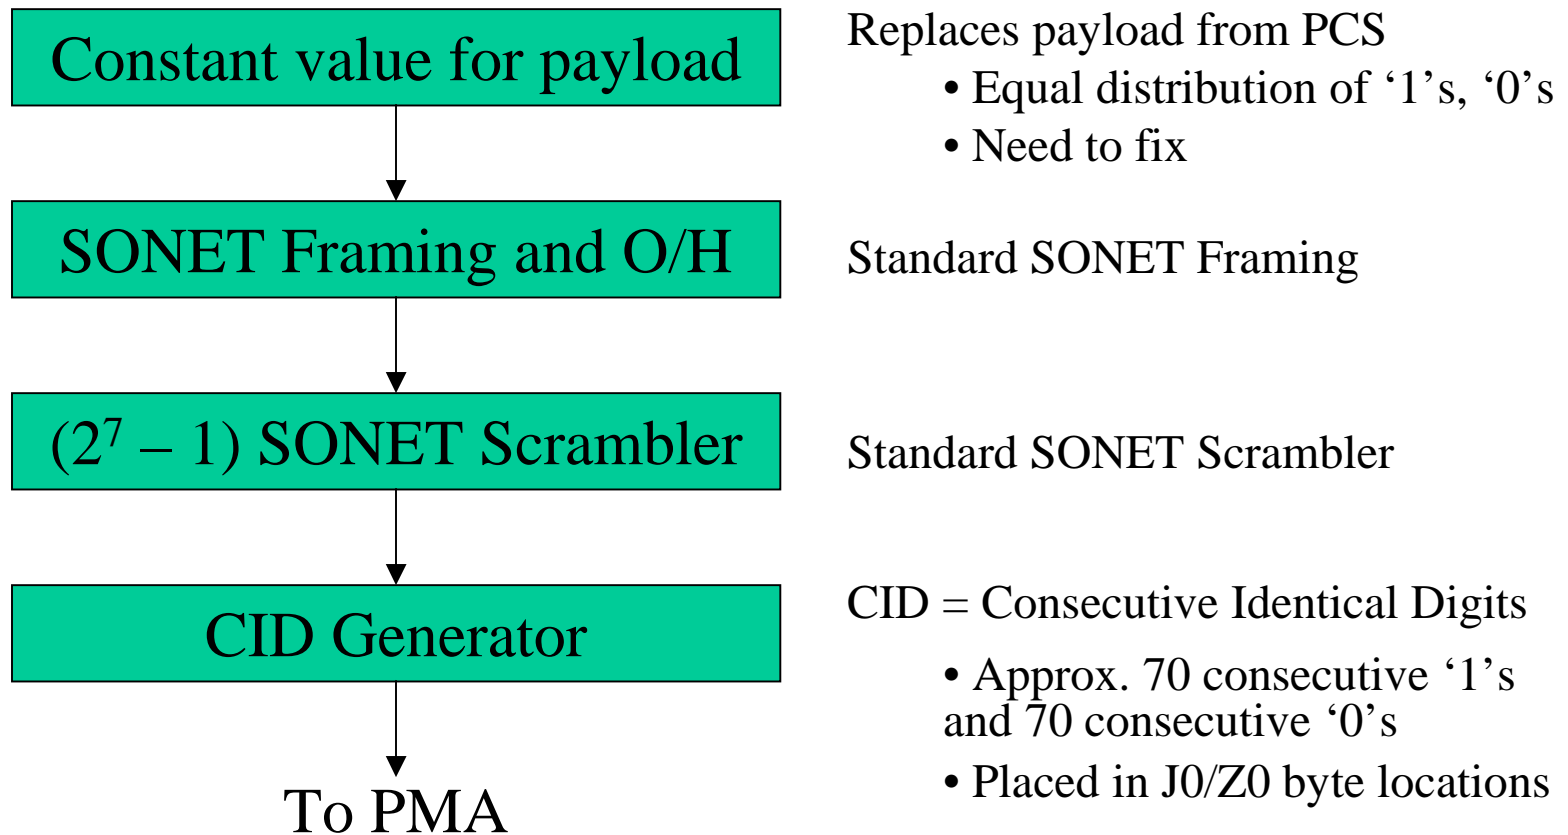 Constant value for payload
Replaces payload from PCS
• Equal distribution of ‘1’s, ‘0’s
• Need to fix
SONET Framing and O/H
Standard SONET Framing
(2⁷ – 1) SONET Scrambler
Standard SONET Scrambler
CID Generator
CID = Consecutive Identical Digits
• Approx. 70 consecutive ‘1’s
and 70 consecutive ‘0’s
• Placed in J0/Z0 byte locations
To PMA